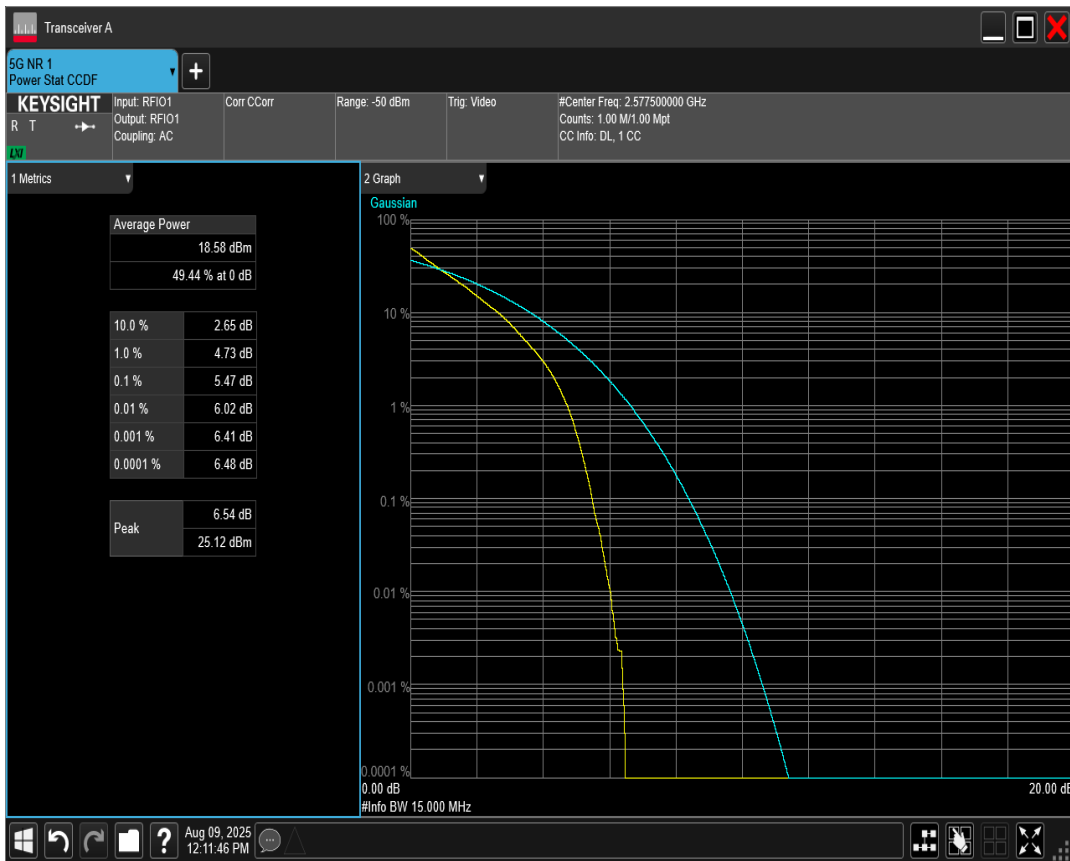 Transceiver A
5G NR 1
Power Stat CCDF
+
KEYSIGHT
R T
LXI
Input: RFIO1
Output: RFIO1
Coupling: AC
Corr CCorr
Range: -50 dBm
Trig: Video
#Center Freq: 2.577500000 GHz
Counts: 1.00 M/1.00 Mpt
CC Info: DL, 1 CC
1 Metrics
Average Power
18.58 dBm
49.44 % at 0 dB
10.0 % 2.65 dB
1.0 % 4.73 dB
0.1 % 5.47 dB
0.01 % 6.02 dB
0.001 % 6.41 dB
0.0001 % 6.48 dB
Peak
6.54 dB
25.12 dBm
2 Graph
Gaussian
100 %
10 %
1 %
0.1 %
0.01 %
0.001 %
0.0001 %
0.00 dB
20.00 dB
#Info BW 15.000 MHz
?
Aug 09, 2025
12:11:46 PM